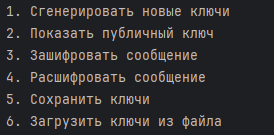 1. Сгенерировать новые ключи
2. Показать публичный ключ
3. Зашифровать сообщение
4. Расшифровать сообщение
5. Сохранить ключи
6. Загрузить ключи из файла